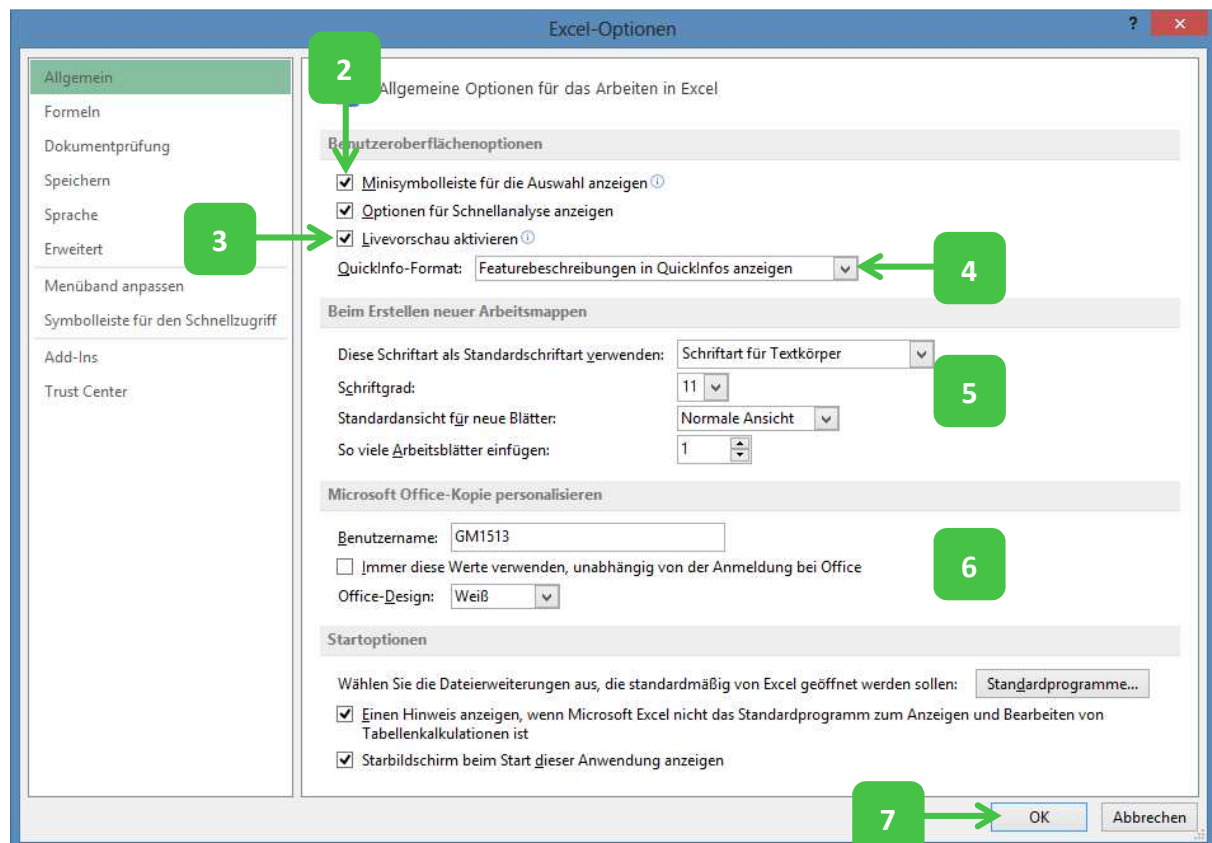 Excel-Optionen
?
2
Allgemein
Formeln
Dokumentprüfung
Speichern
Sprache
Erweitert
Menüband anpassen
Symbolleiste für den Schnellzugriff
Add-Ins
Trust Center
3
Allgemeine Optionen für das Arbeiten in Excel
Benutzeroberflächenoptionen
Minisymbolleiste für die Auswahl anzeigen
Optionen für Schnellanalyse anzeigen
Livevorschau aktivieren
QuickInfo-Format: Featurebeschreibungen in QuickInfos anzeigen
4
Beim Erstellen neuer Arbeitsmappen
Diese Schriftart als Standardschriftart verwenden: Schriftart für Textkörper
Schriftgrad: 11
5
Standardansicht für neue Blätter: Normale Ansicht
So viele Arbeitsblätter einfügen: 1
Microsoft Office-Kopie personalisieren
Benutzername: GM1513
Immer diese Werte verwenden, unabhängig von der Anmeldung bei Office
6
Office-Design: Weiß
Startoptionen
Wählen Sie die Dateierweiterungen aus, die standardmäßig von Excel geöffnet werden sollen: Standardprogramme...
Einen Hinweis anzeigen, wenn Microsoft Excel nicht das Standardprogramm zum Anzeigen und Bearbeiten von
Tabellenkalkulationen ist
Starbildschirm beim Start dieser Anwendung anzeigen
7
OK Abbrechen